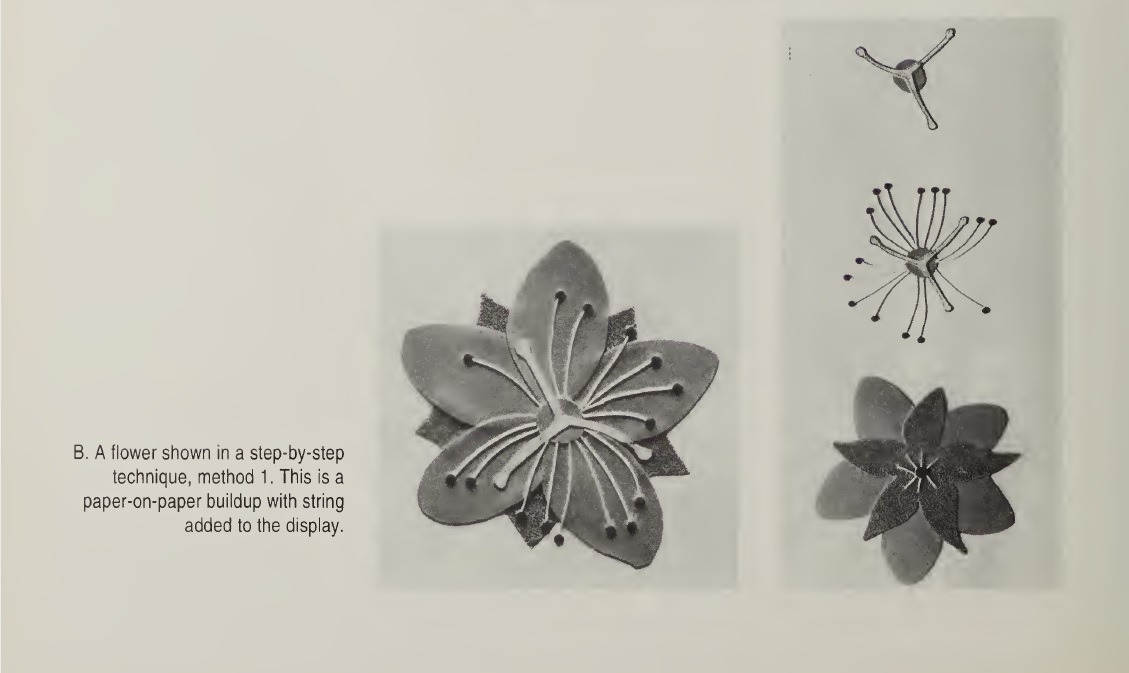 B. A flower shown in a step-by-step
technique, method 1. This is a
paper-on-paper buildup with string
added to the display.